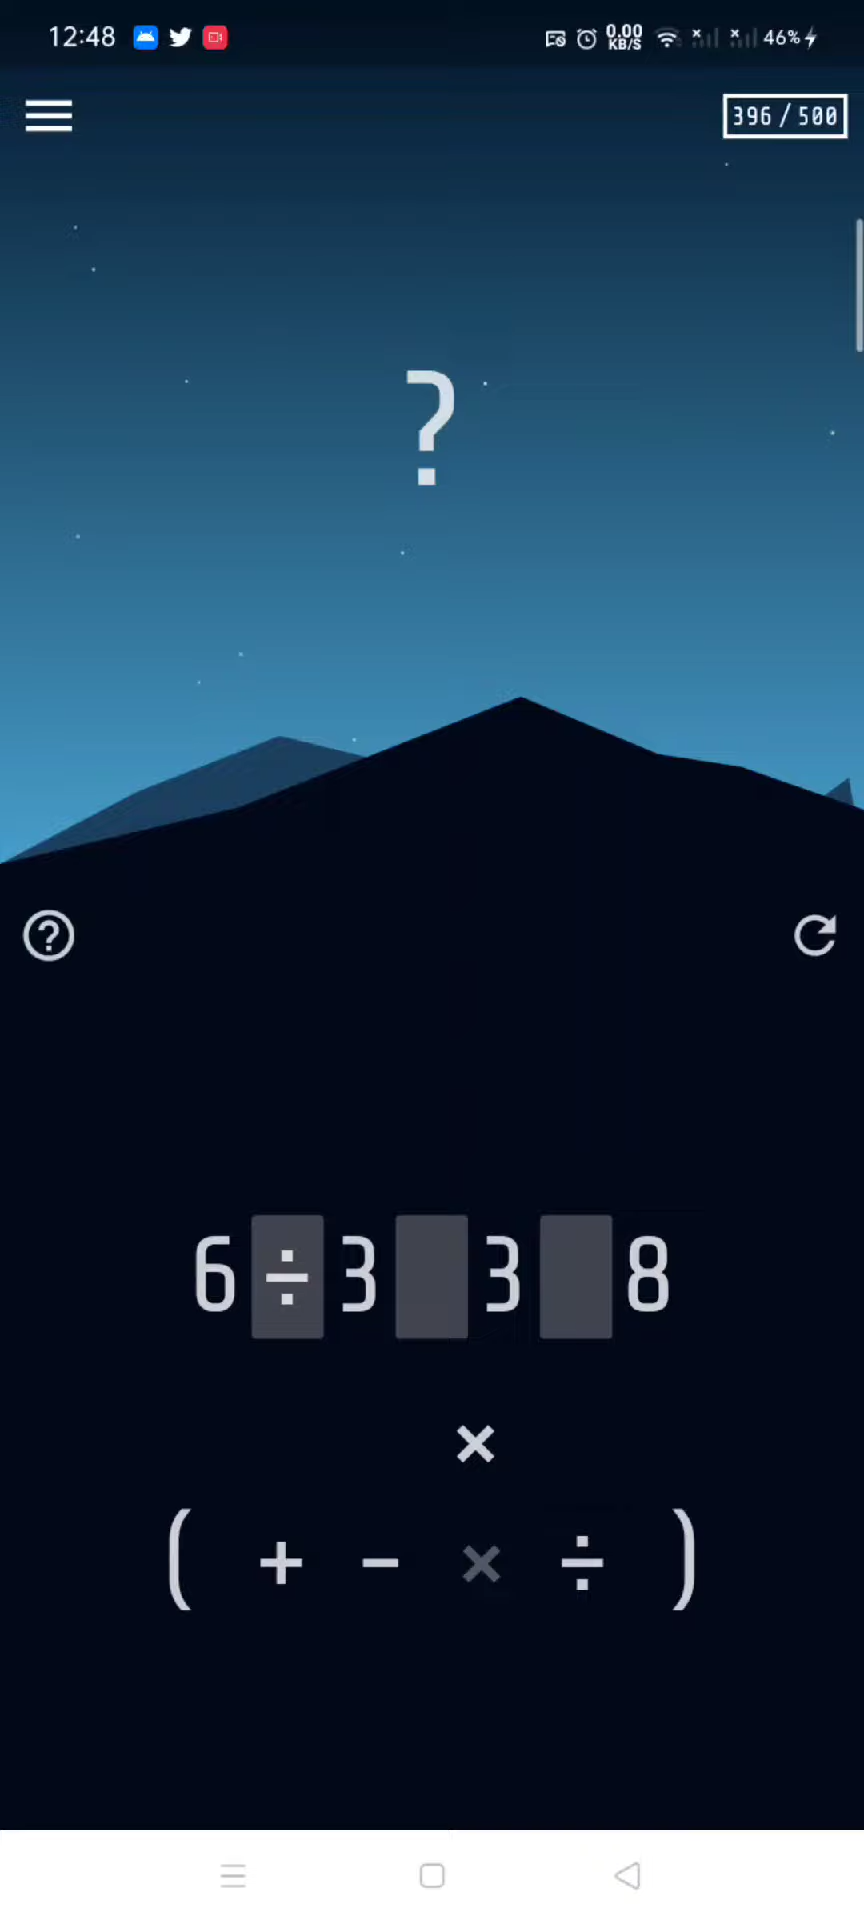 12:48 0.00 KB/S 46%
396 / 500
?
?
6 ÷ 3 3 8
×
( + − × ÷ )